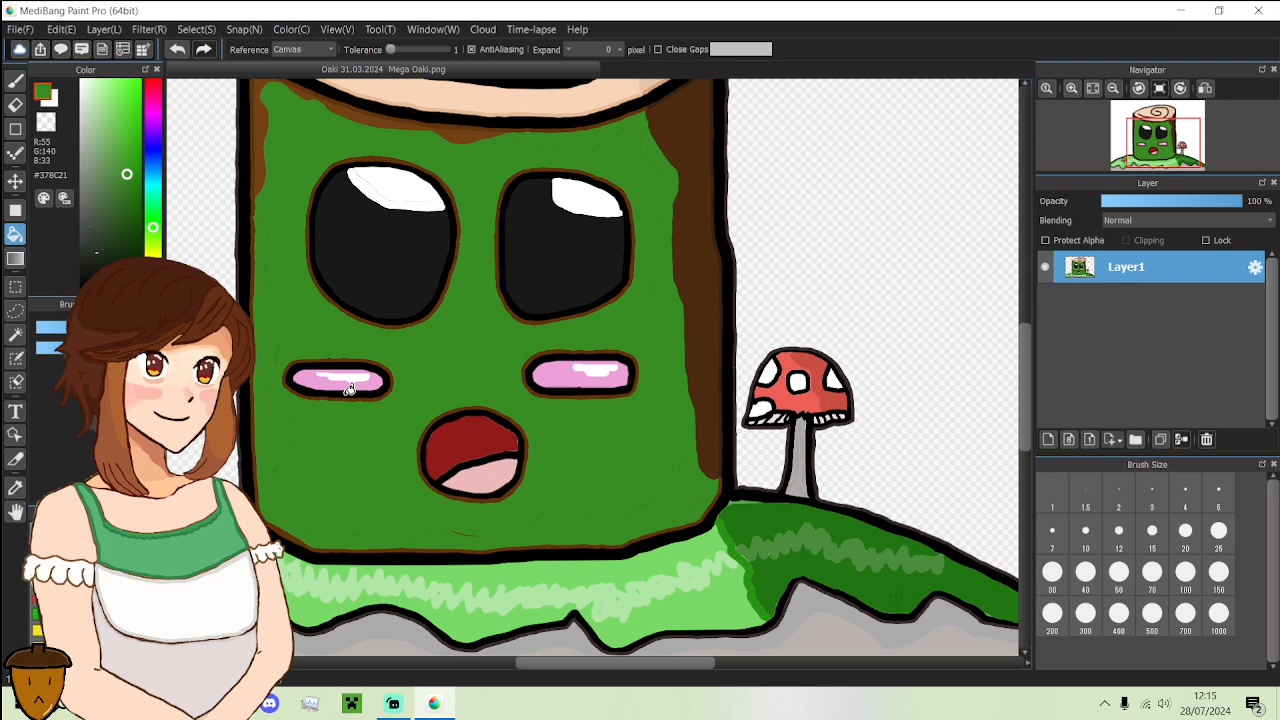 MediBang Paint Pro (64bit)
File(F) Edit(E) Layer(L) Filter(R) Select(S) Snap(N) Color(C) View(V) Tool(T) Window(W) Cloud Time-lapse Help
Reference Canvas Tolerance 1 AntiAliasing Expand 0 pixel Close Gaps
Color
Oaki 31.03.2024 Mega Oaki.png
Navigator
R:55
G:140
B:33
#378C21
Layer
Opacity 100 %
Blending Normal
Protect Alpha Clipping Lock
Layer1
Bru
Brush Size
1 1.5 2 3 4 5
7 10 12 15 20 25
30 40 50 70 100 150
200 300 400 500 700 1000
12:15
28/07/2024
2